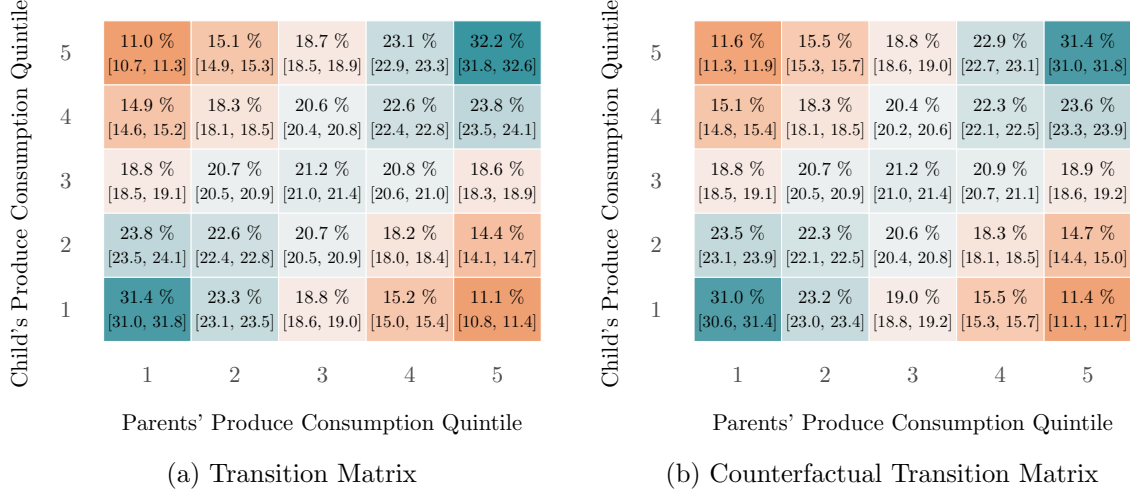 Child's Produce Consumption Quintile
5
11.0 % 15.1 % 18.7 % 23.1 % 32.2 %
[10.7, 11.3] [14.9, 15.3] [18.5, 18.9] [22.9, 23.3] [31.8, 32.6]
4
14.9 % 18.3 % 20.6 % 22.6 % 23.8 %
[14.6, 15.2] [18.1, 18.5] [20.4, 20.8] [22.4, 22.8] [23.5, 24.1]
3
18.8 % 20.7 % 21.2 % 20.8 % 18.6 %
[18.5, 19.1] [20.5, 20.9] [21.0, 21.4] [20.6, 21.0] [18.3, 18.9]
2
23.8 % 22.6 % 20.7 % 18.2 % 14.4 %
[23.5, 24.1] [22.4, 22.8] [20.5, 20.9] [18.0, 18.4] [14.1, 14.7]
1
31.4 % 23.3 % 18.8 % 15.2 % 11.1 %
[31.0, 31.8] [23.1, 23.5] [18.6, 19.0] [15.0, 15.4] [10.8, 11.4]
1 2 3 4 5
Parents' Produce Consumption Quintile
(a) Transition Matrix
Child's Produce Consumption Quintile
5
11.6 % 15.5 % 18.8 % 22.9 % 31.4 %
[11.3, 11.9] [15.3, 15.7] [18.6, 19.0] [22.7, 23.1] [31.0, 31.8]
4
15.1 % 18.3 % 20.4 % 22.3 % 23.6 %
[14.8, 15.4] [18.1, 18.5] [20.2, 20.6] [22.1, 22.5] [23.3, 23.9]
3
18.8 % 20.7 % 21.2 % 20.9 % 18.9 %
[18.5, 19.1] [20.5, 20.9] [21.0, 21.4] [20.7, 21.1] [18.6, 19.2]
2
23.5 % 22.3 % 20.6 % 18.3 % 14.7 %
[23.1, 23.9] [22.1, 22.5] [20.4, 20.8] [18.1, 18.5] [14.4, 15.0]
1
31.0 % 23.2 % 19.0 % 15.5 % 11.4 %
[30.6, 31.4] [23.0, 23.4] [18.8, 19.2] [15.3, 15.7] [11.1, 11.7]
1 2 3 4 5
Parents' Produce Consumption Quintile
(b) Counterfactual Transition Matrix